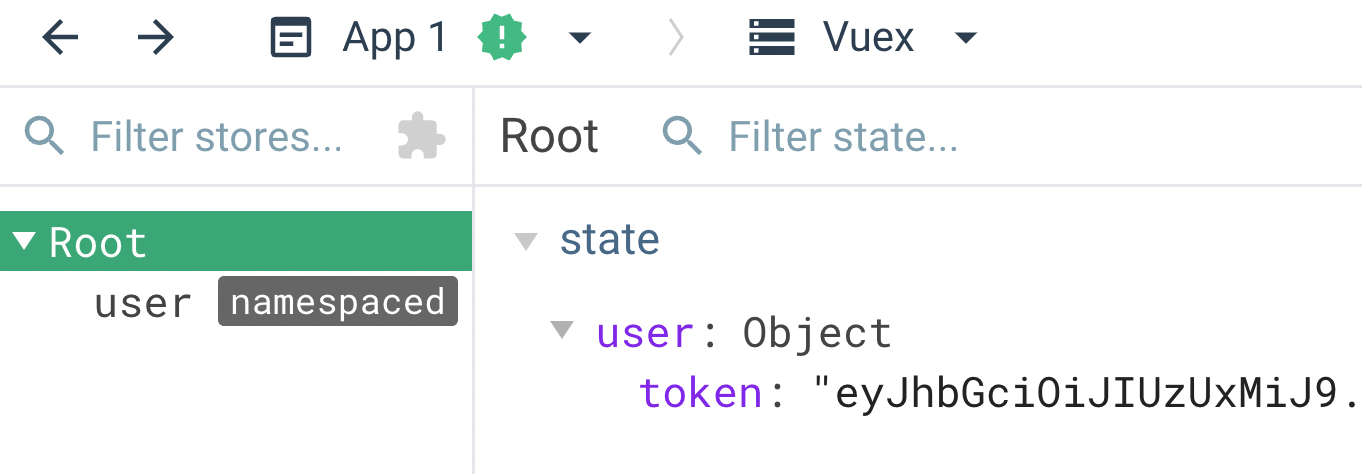 App 1 Vuex
Filter stores...
Root Filter state...
Root
user namespaced
state
user: Object
token: "eyJhbGciOiJIUzUxMiJ9.